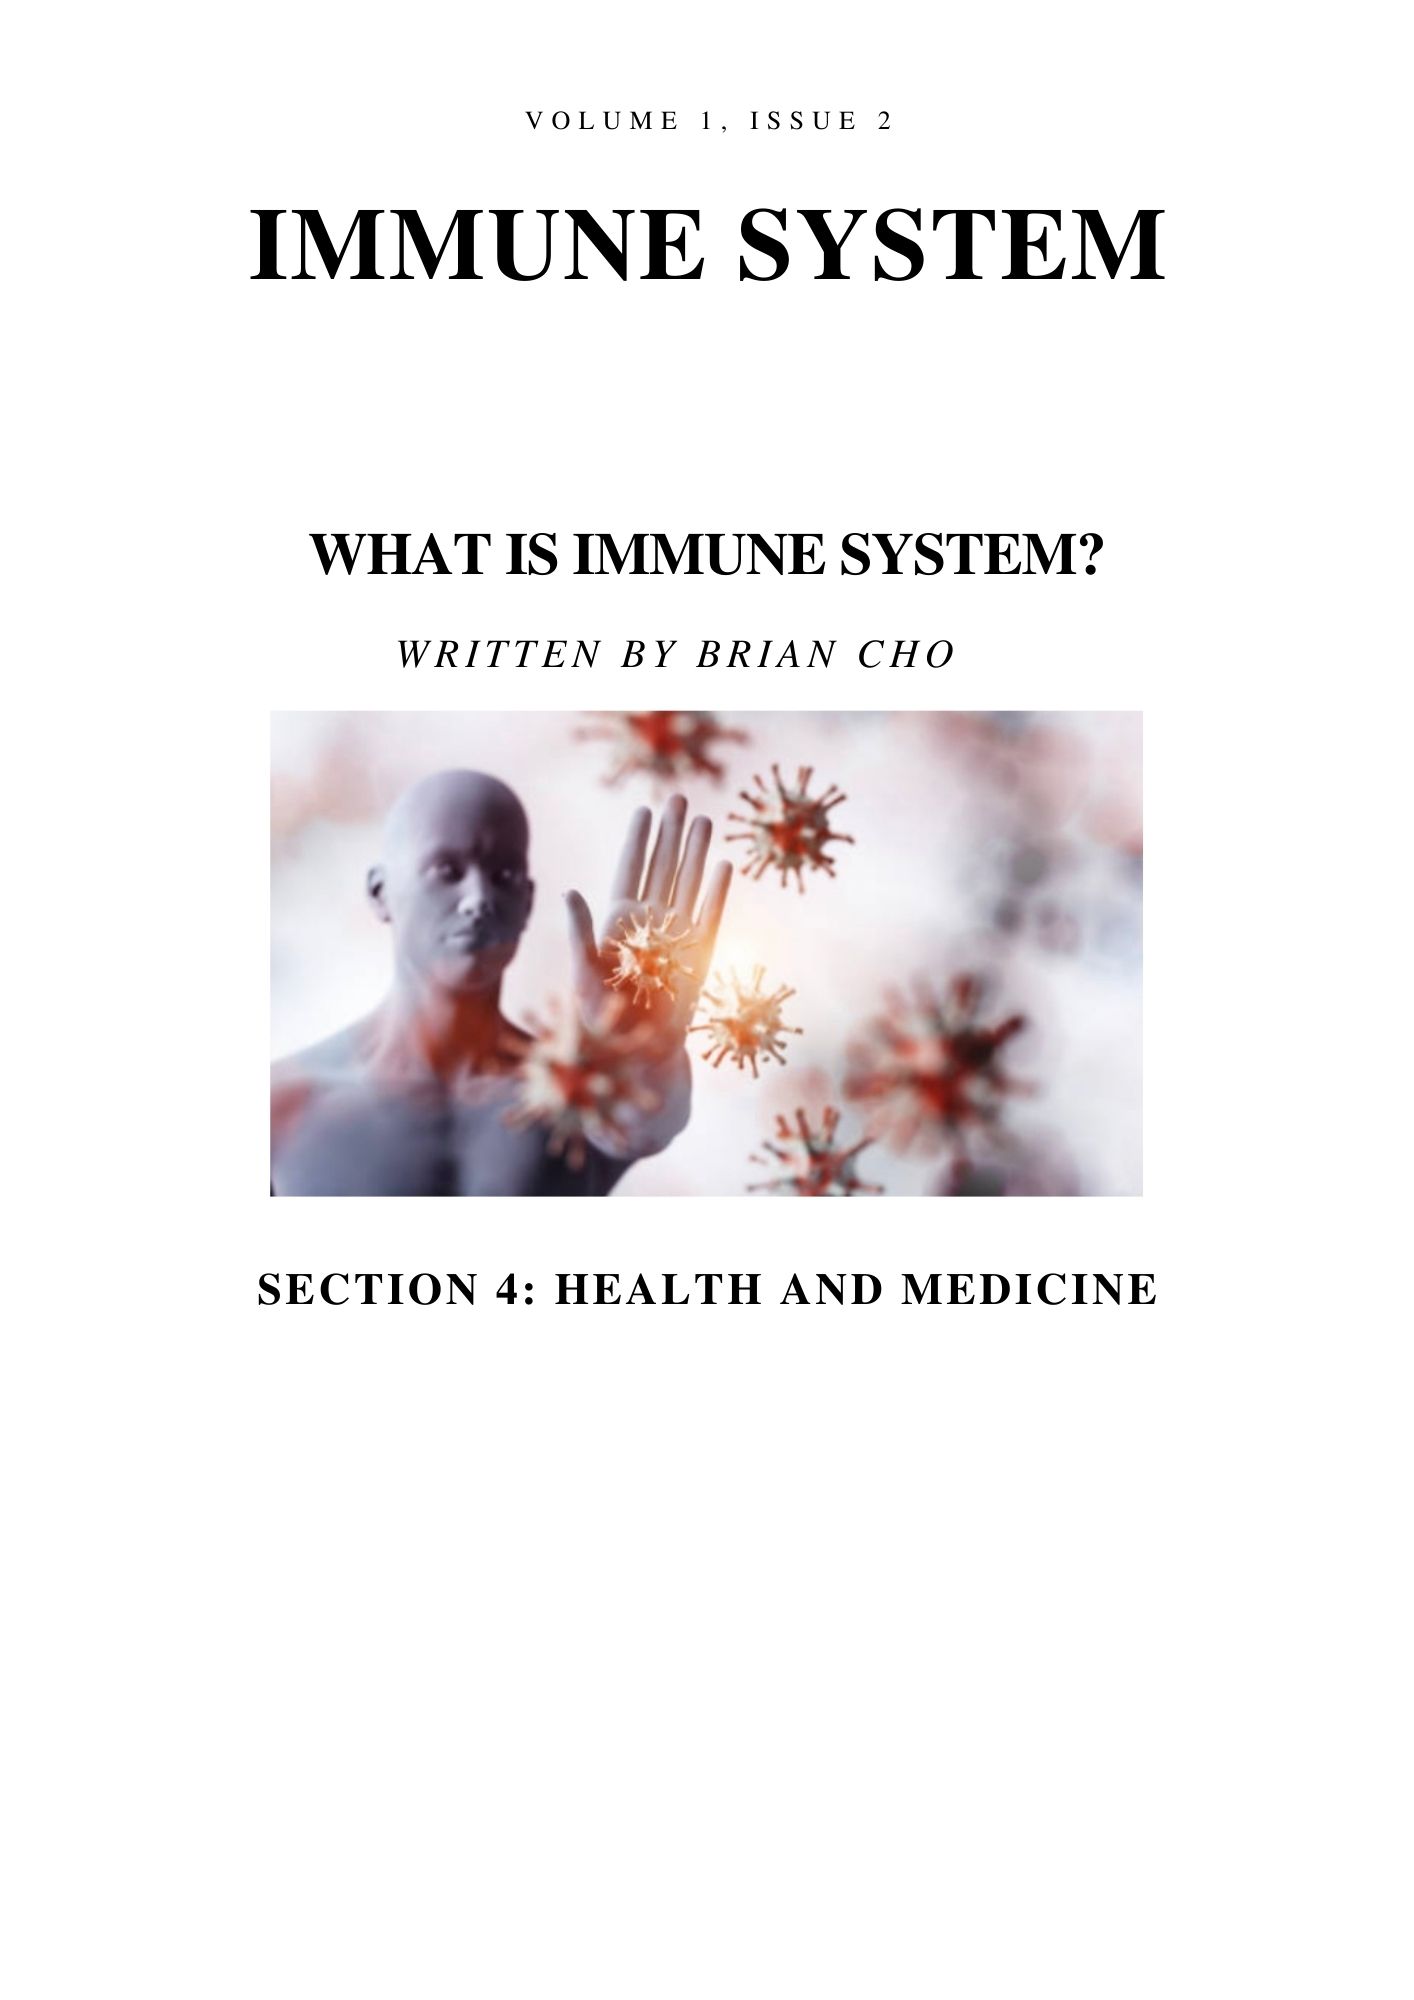 VOLUME 1, ISSUE 2
IMMUNE SYSTEM
WHAT IS IMMUNE SYSTEM?
WRITTEN BY BRIAN CHO
SECTION 4: HEALTH AND MEDICINE